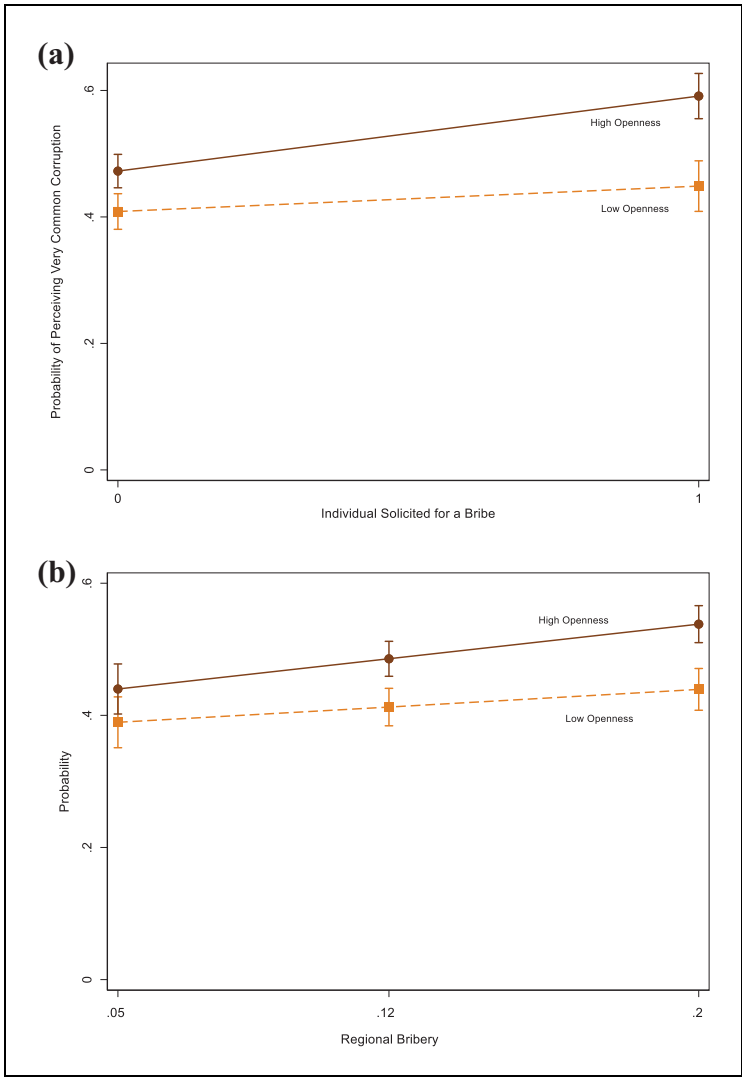 (a)
Probability of Perceiving Very Common Corruption
.6
.4
.2
0
High Openness
Low Openness
0
1
Individual Solicited for a Bribe
(b)
Probability
.6
.4
.2
0
High Openness
Low Openness
.05
.12
.2
Regional Bribery